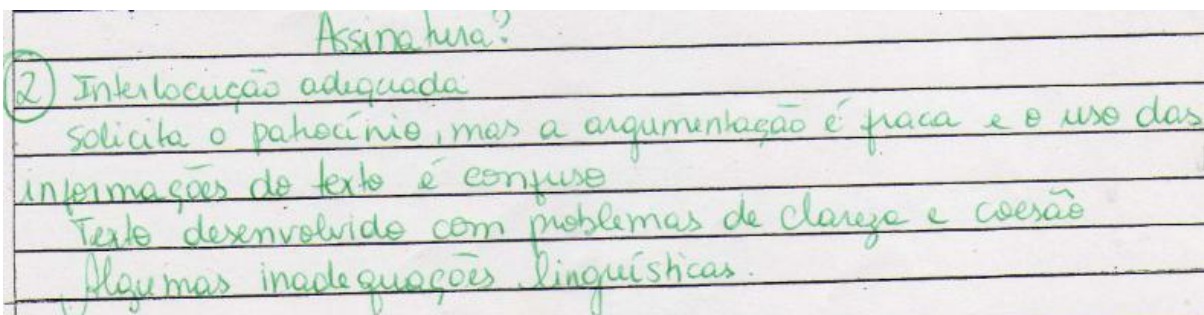 Assinatura?
2) Interlocução adequada
solicita o patrocínio, mas a argumentação é fraca e o uso das
informações do texto é confuso
Texto desenvolvido com problemas de clareza e coesão
Algumas inadequações linguísticas.